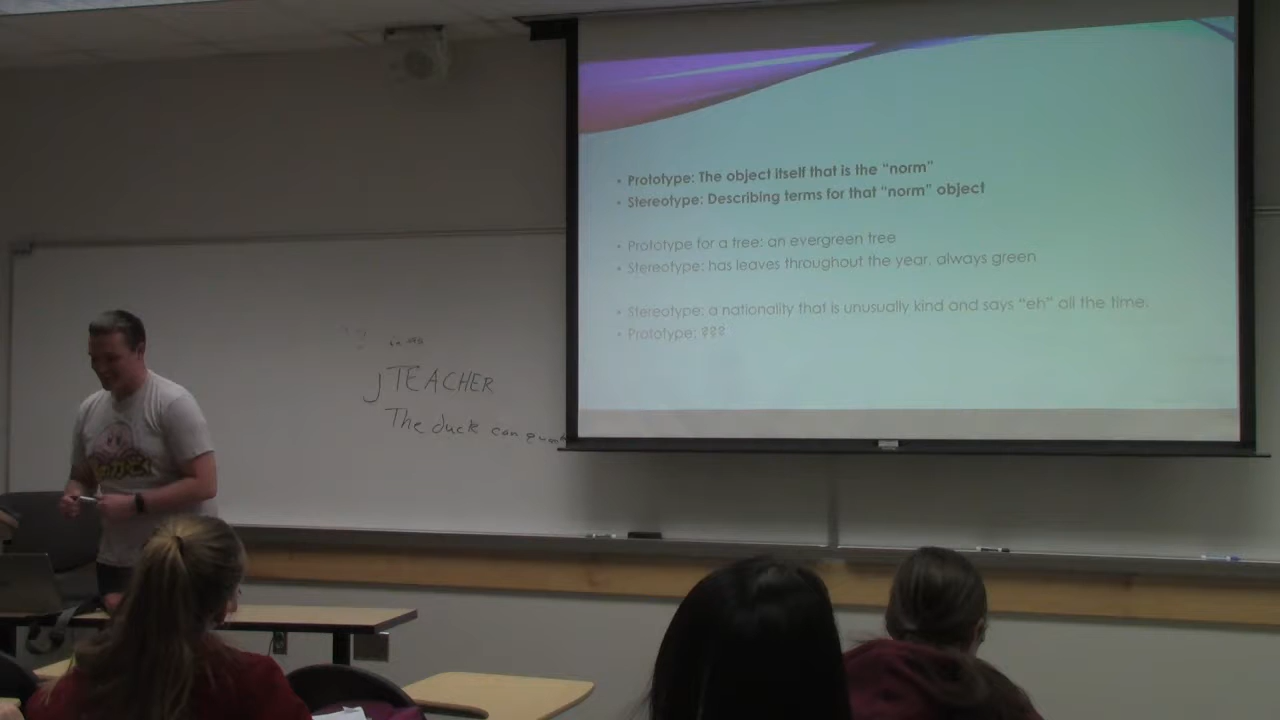 • Prototype: The object itself that is the “norm”
• Stereotype: Describing terms for that “norm” object
• Prototype for a tree: an evergreen tree
• Stereotype: has leaves throughout the year, always green
• Stereotype: a nationality that is unusually kind and says “eh” all the time.
• Prototype: ???
TEACHER
The duck can